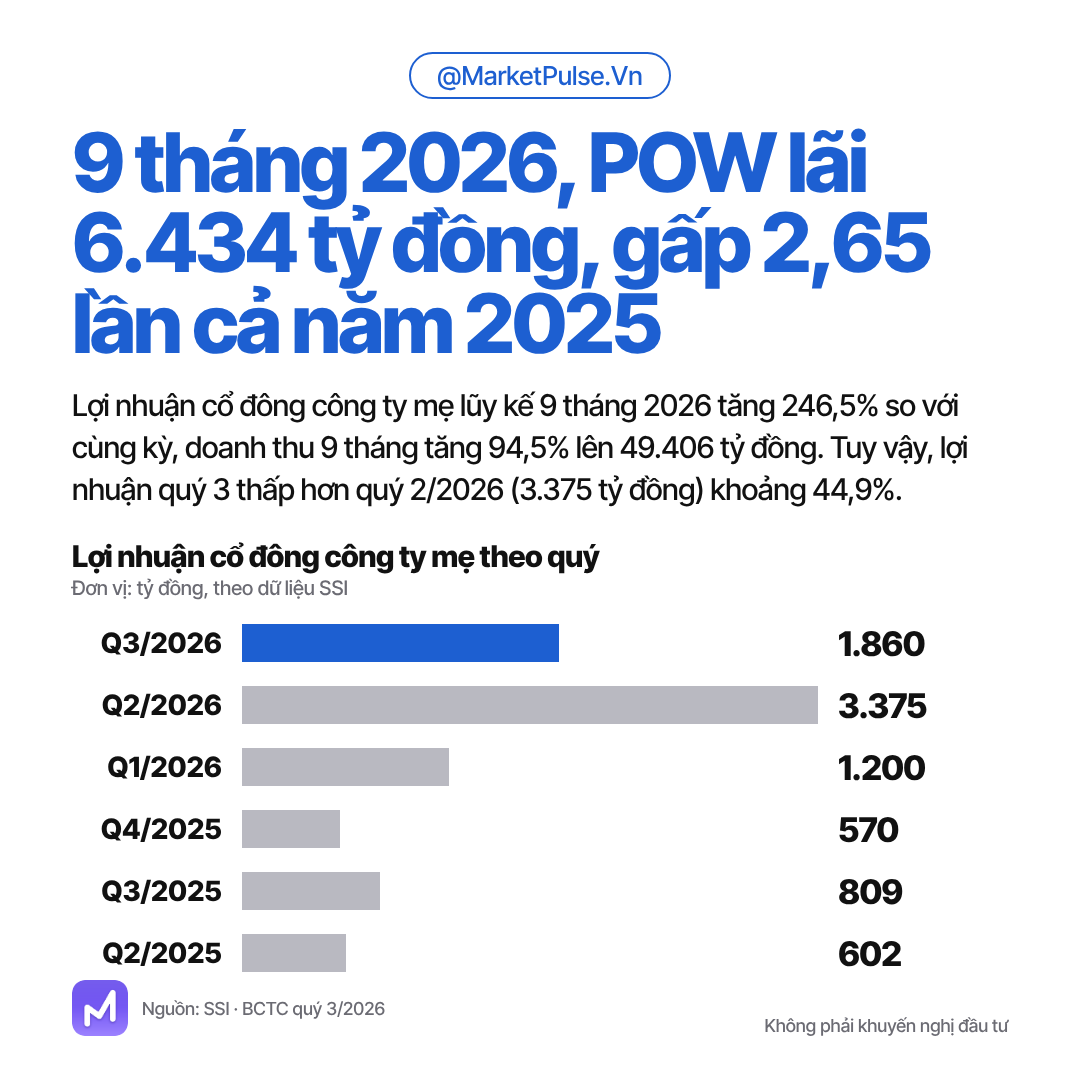 @MarketPulse.Vn
9 tháng 2026, POW lãi
6.434 tỷ đồng, gấp 2,65
lần cả năm 2025
Lợi nhuận cổ đông công ty mẹ lũy kế 9 tháng 2026 tăng 246,5% so với
cùng kỳ, doanh thu 9 tháng tăng 94,5% lên 49.406 tỷ đồng. Tuy vậy, lợi
nhuận quý 3 thấp hơn quý 2/2026 (3.375 tỷ đồng) khoảng 44,9%.
Lợi nhuận cổ đông công ty mẹ theo quý
Đơn vị: tỷ đồng, theo dữ liệu SSI
Q3/2026 1.860
Q2/2026 3.375
Q1/2026 1.200
Q4/2025 570
Q3/2025 809
Q2/2025 602
Nguồn: SSI · BCTC quý 3/2026
Không phải khuyến nghị đầu tư